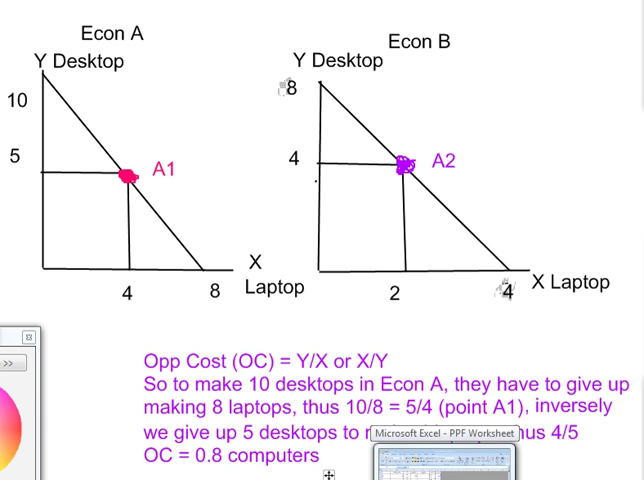 Econ A
Econ B
Y Desktop
Y Desktop
10
8
5
4
A1
A2
X
Laptop
4
8
2
4
X Laptop
>>
Opp Cost (OC) = Y/X or X/Y
So to make 10 desktops in Econ A, they have to give up
making 8 laptops, thus 10/8 = 5/4 (point A1), inversely
we give up 5 desktops to
Microsoft Excel - PPF Worksheet
4/5
OC = 0.8 computers